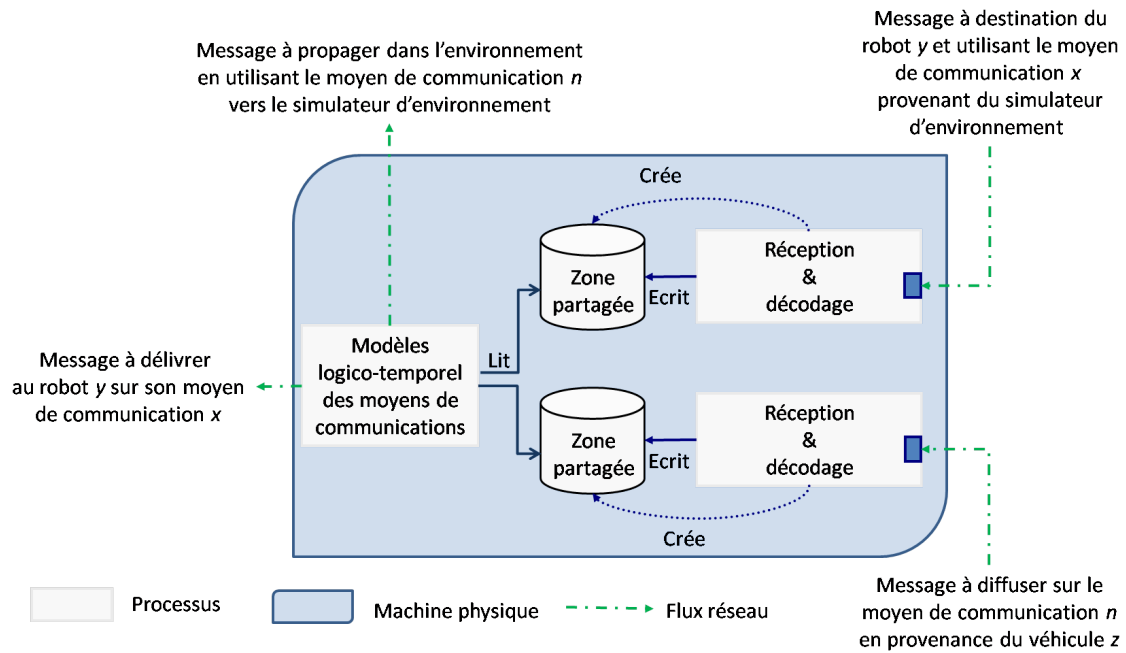 Message à propager dans l'environnement
en utilisant le moyen de communication n
vers le simulateur d'environnement
Message à destination du
robot y et utilisant le moyen
de communication x
provenant du simulateur
d'environnement
Crée
Zone
partagée
Ecrit
Réception
&
décodage
Message à délivrer
au robot y sur son moyen
de communication x
Modèles
logico-temporel
des moyens de
communications
Lit
Zone
partagée
Ecrit
Réception
&
décodage
Crée
Message à diffuser sur le
moyen de communication n
en provenance du véhicule z
Processus
Machine physique
Flux réseau